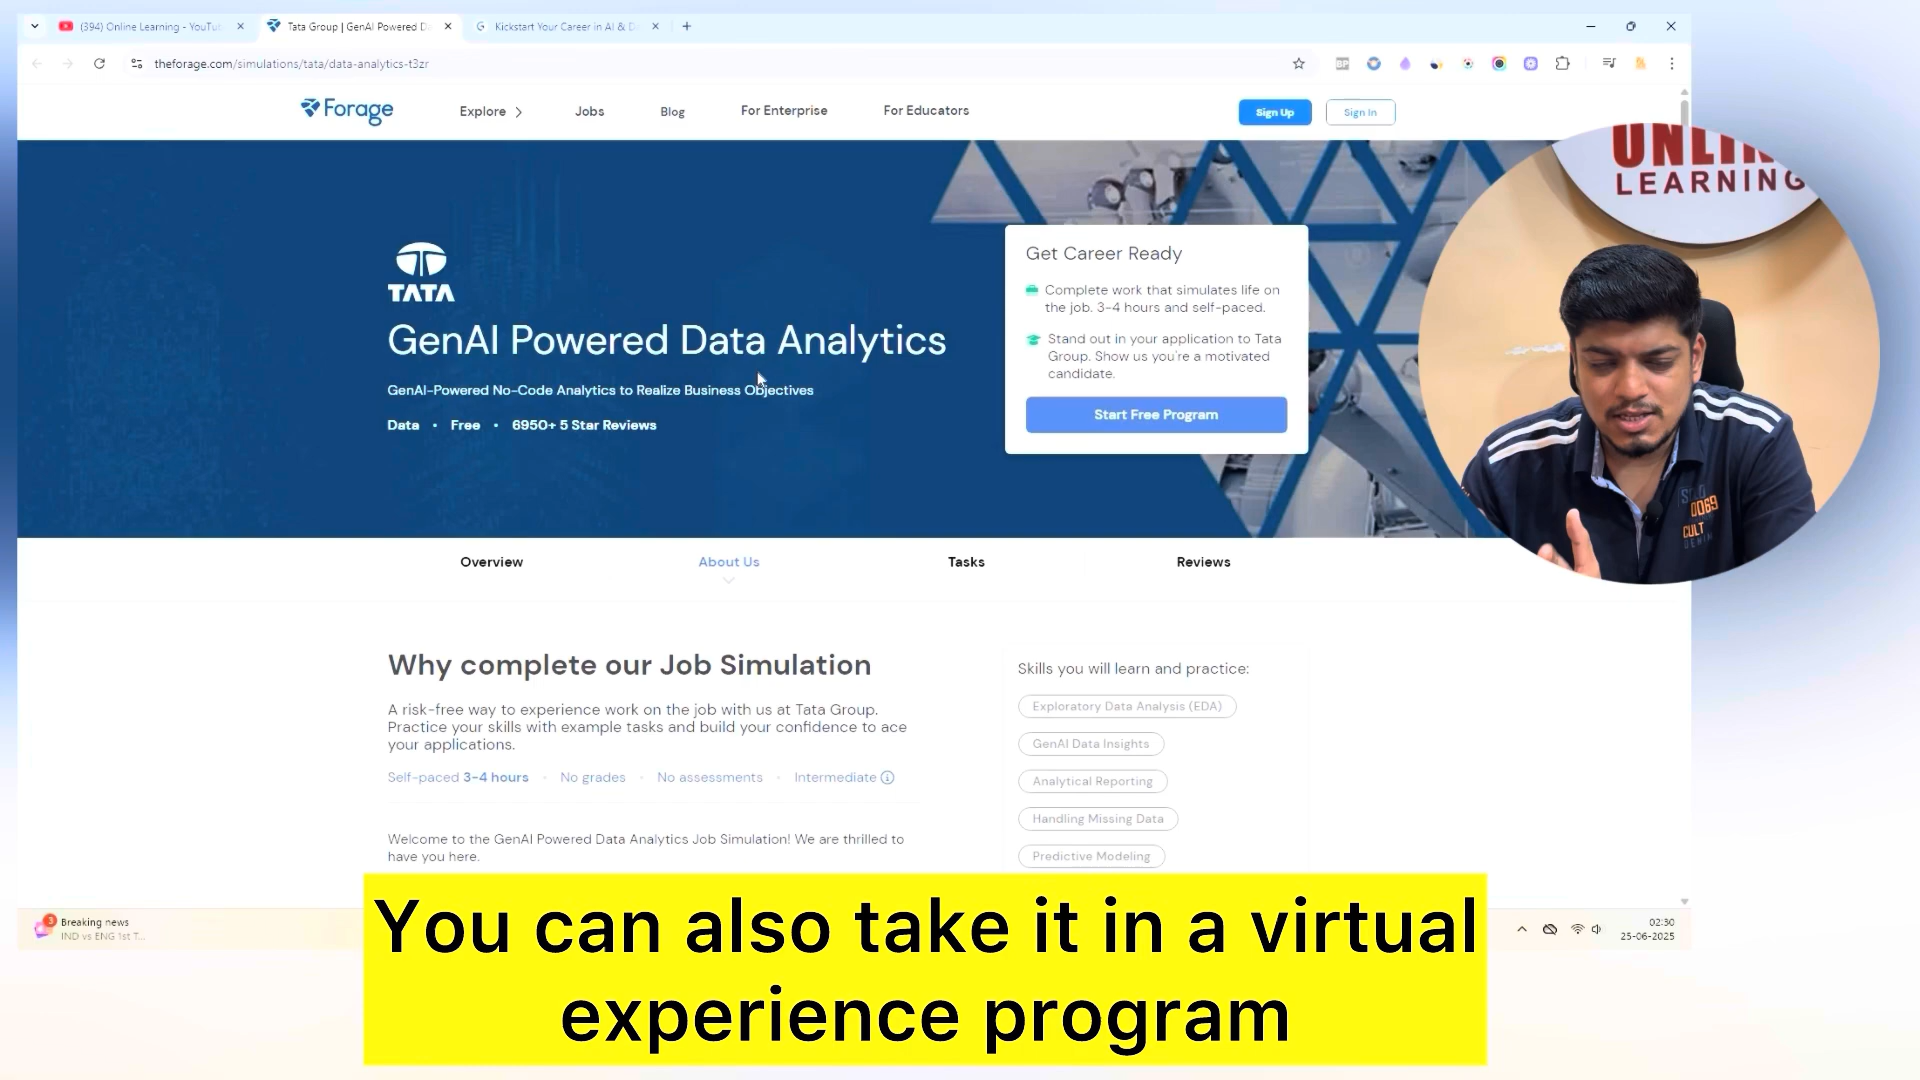 (394) Online Learning - YouTu
Tata Group | GenAI Powered D
Kickstart Your Career in AI & D
theforage.com/simulations/tata/data-analytics-t3zr
Forage
Explore
Jobs
Blog
For Enterprise
For Educators
Sign Up
Sign In
TATA
GenAI Powered Data Analytics
GenAI-Powered No-Code Analytics to Realize Business Objectives
Data • Free • 6950+ 5 Star Reviews
Get Career Ready
Complete work that simulates life on
the job. 3-4 hours and self-paced.
Stand out in your application to Tata
Group. Show us you're a motivated
candidate.
Start Free Program
LEARNING
0069
CULT
Overview
About Us
Tasks
Reviews
Why complete our Job Simulation
A risk-free way to experience work on the job with us at Tata Group.
Practice your skills with example tasks and build your confidence to ace
your applications.
Self-paced 3-4 hours • No grades • No assessments • Intermediate
Welcome to the GenAI Powered Data Analytics Job Simulation! We are thrilled to
have you here.
Skills you will learn and practice:
Exploratory Data Analysis (EDA)
GenAI Data Insights
Analytical Reporting
Handling Missing Data
Predictive Modeling
3
Breaking news
IND vs ENG 1st T...
02:30
25-06-2025
You can also take it in a virtual
experience program